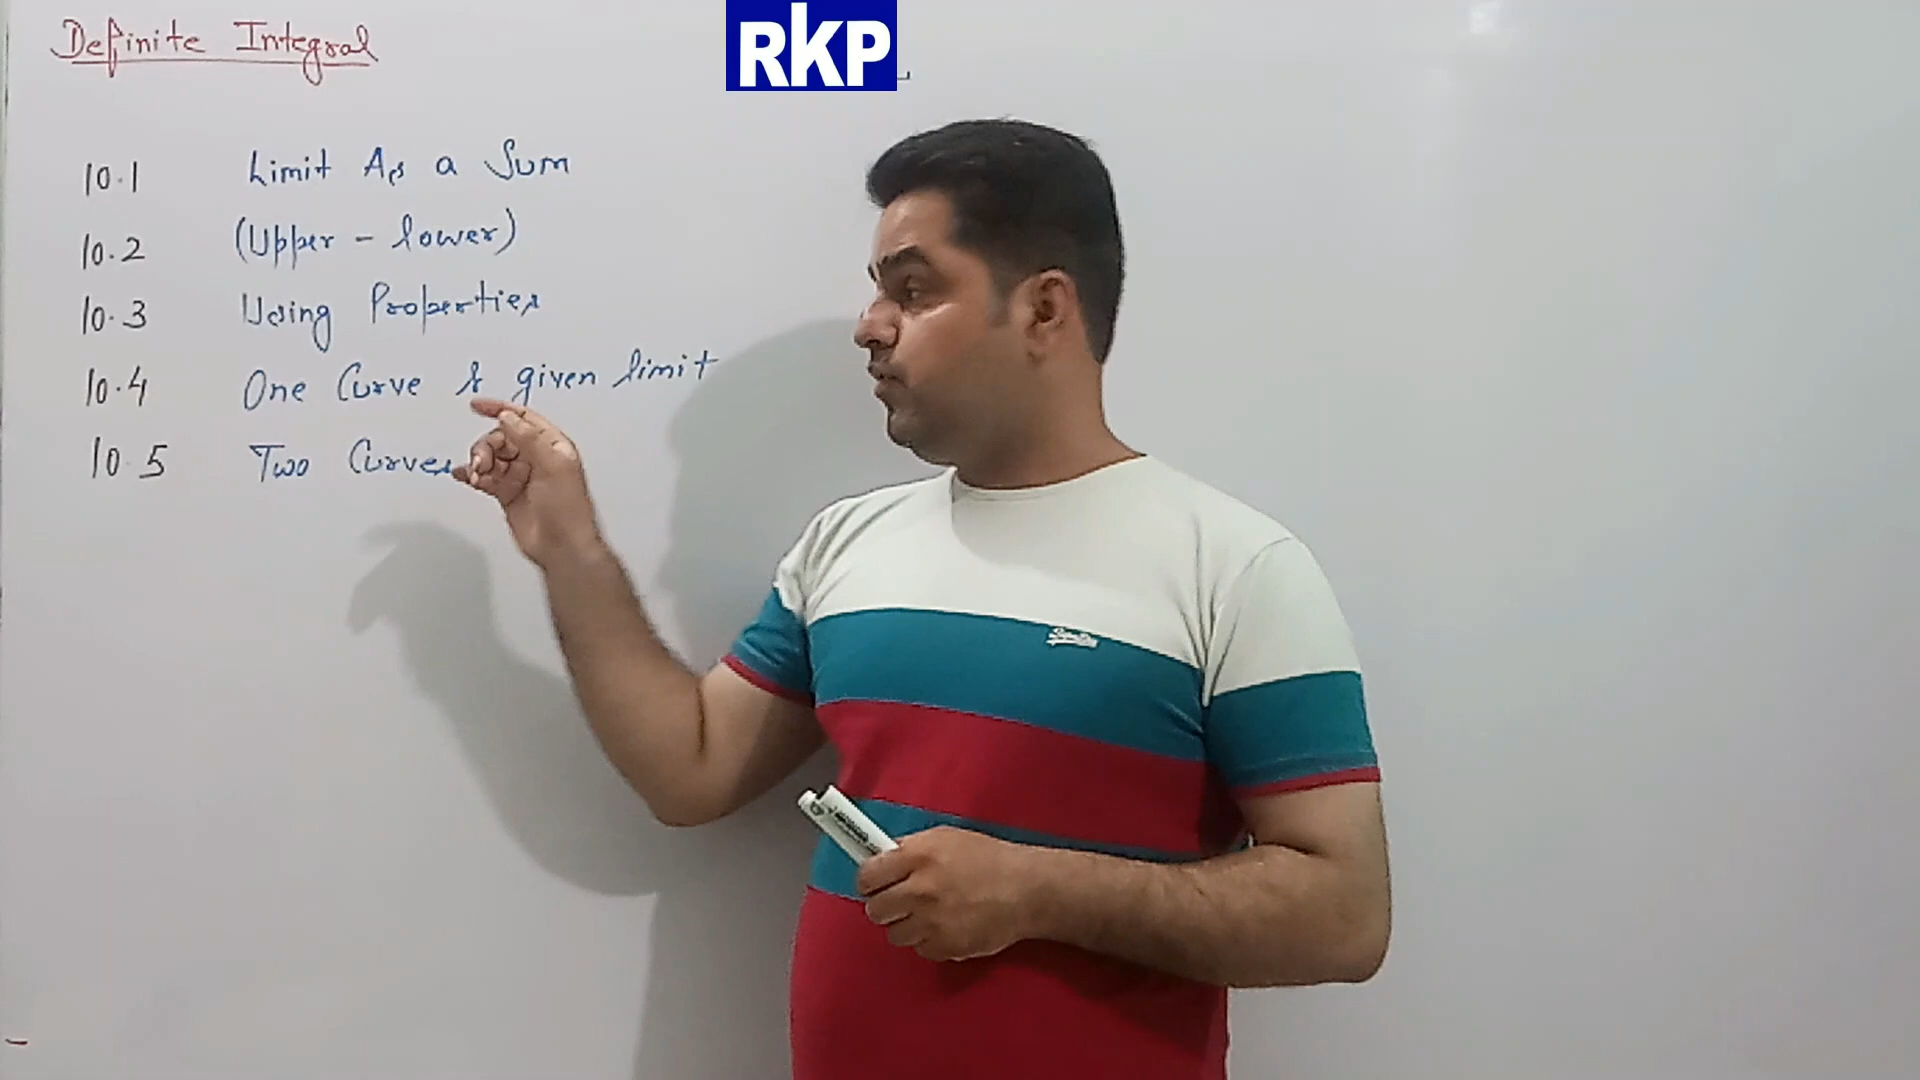 Definite Integral
RKP
10.1 Limit As a Sum
10.2 (Upper - lower)
10.3 Using Properties
10.4 One Curve & given limit
10.5 Two Curves